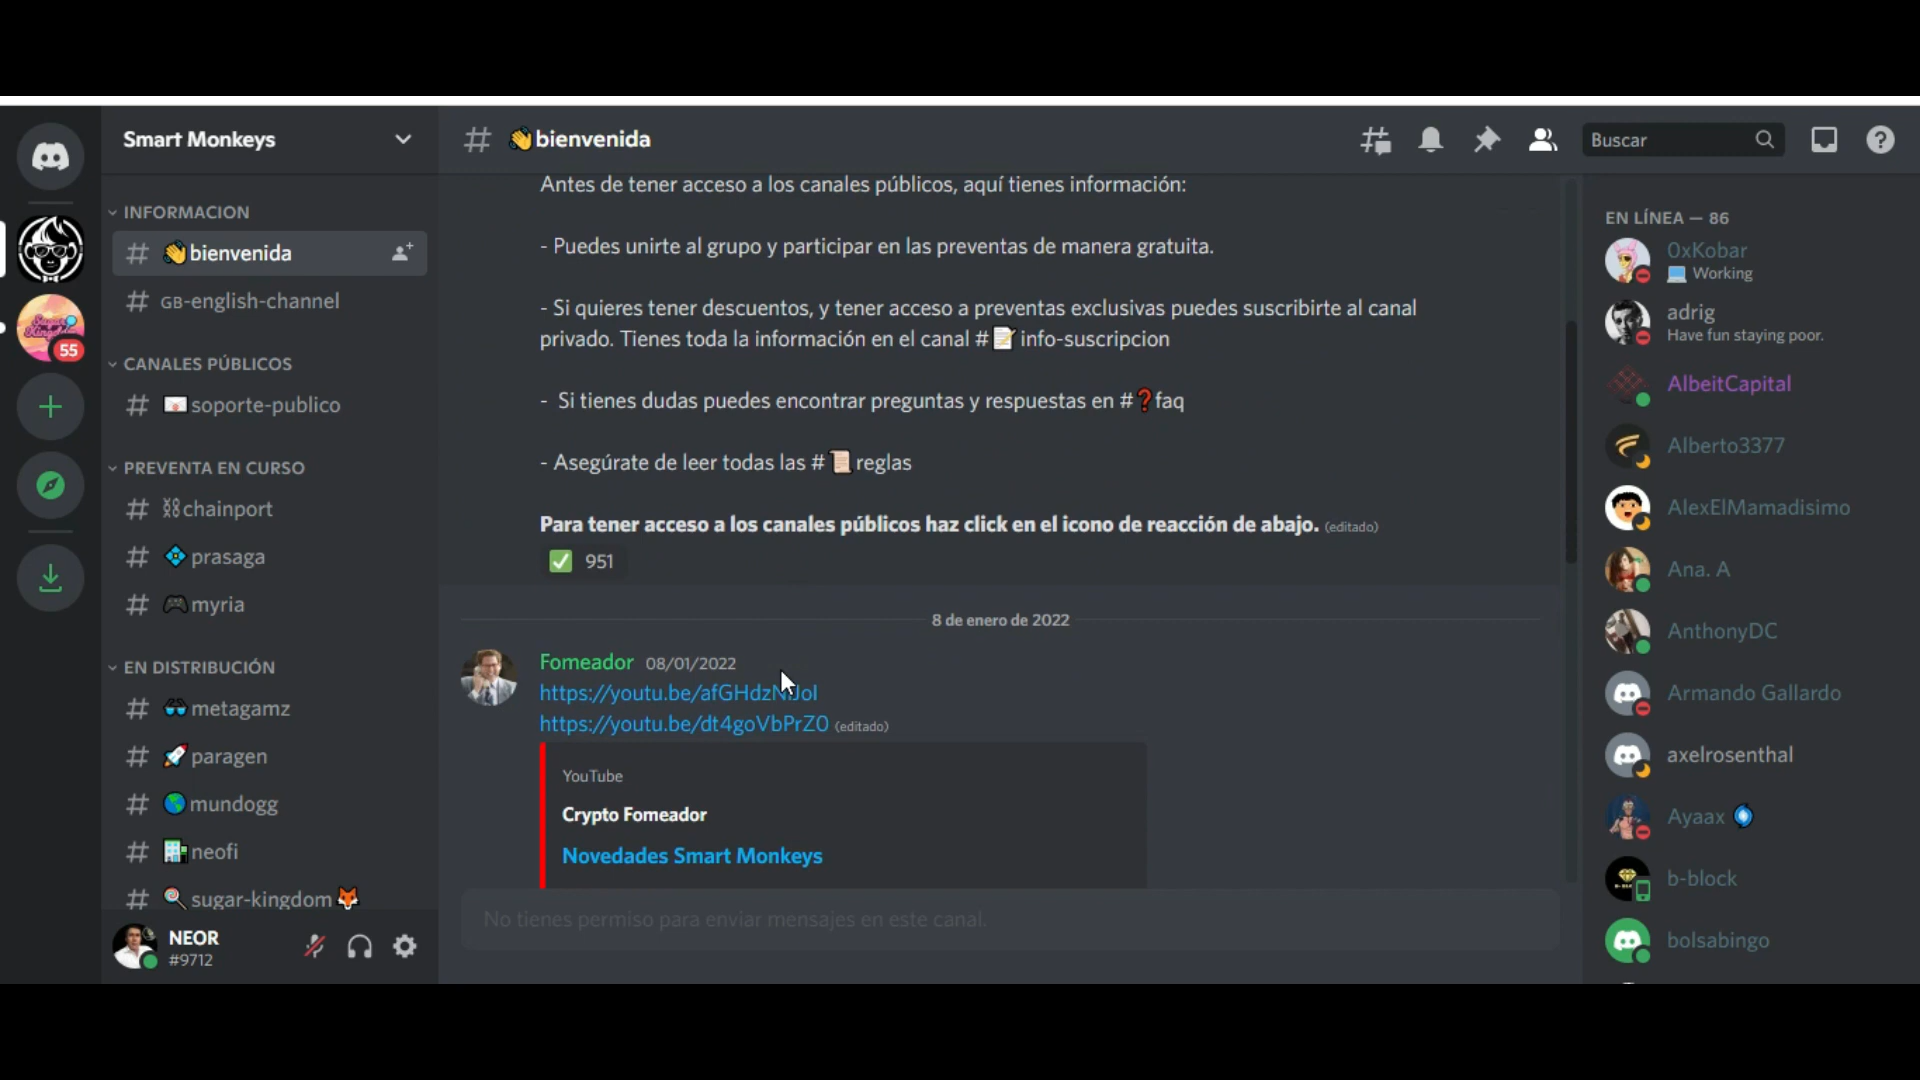 Smart Monkeys
INFORMACION
# 👋bienvenida
# GB-english-channel
CANALES PÚBLICOS
# 💌soporte-publico
PREVENTA EN CURSO
# ⛓chainport
# 💠prasaga
# 🎮myria
EN DISTRIBUCIÓN
# metagamz
# 🚀paragen
# 🌎mundogg
# 🏨neofi
# 🍭sugar-kingdom🦊
55
NEOR
#9712
# 👋bienvenida
Buscar
Antes de tener acceso a los canales públicos, aquí tienes información:
- Puedes unirte al grupo y participar en las preventas de manera gratuita.
- Si quieres tener descuentos, y tener acceso a preventas exclusivas puedes suscribirte al canal
privado. Tienes toda la información en el canal #📝info-suscripcion
- Si tienes dudas puedes encontrar preguntas y respuestas en #❓faq
- Asegúrate de leer todas las #📜reglas
Para tener acceso a los canales públicos haz click en el icono de reacción de abajo. (editado)
✅ 951
8 de enero de 2022
Fomeador 08/01/2022
https://youtu.be/dt4goVbPrZ0 (editado)
YouTube
Crypto Fomeador
Novedades Smart Monkeys
No tienes permiso para enviar mensajes en este canal.
EN LÍNEA — 86
0xKobar
💻 Working
adrig
Have fun staying poor.
AlbeitCapital
Alberto3377
AlexElMamadisimo
Ana. A
AnthonyDC
Armando Gallardo
axelrosenthal
Ayaax
b-block
bolsabingo